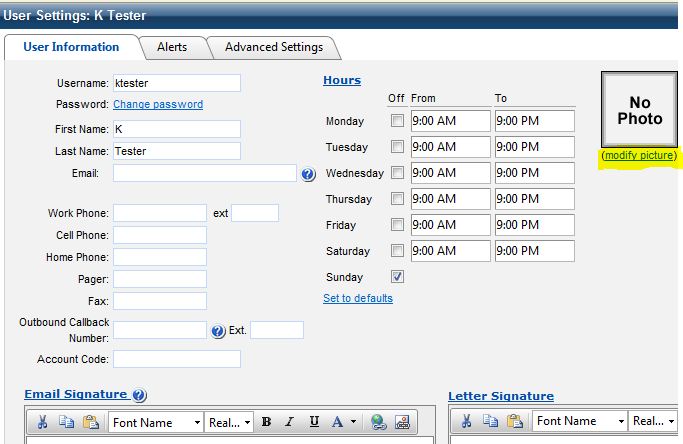 User Settings: K Tester
User Information Alerts Advanced Settings
Username: ktester
Password: Change password
First Name: K
Last Name: Tester
Email: ?
Work Phone: ext
Cell Phone:
Home Phone:
Pager:
Fax:
Outbound Callback
Number: ? Ext.
Account Code:
Hours
Off From To
Monday 9:00 AM 9:00 PM
Tuesday 9:00 AM 9:00 PM
Wednesday 9:00 AM 9:00 PM
Thursday 9:00 AM 9:00 PM
Friday 9:00 AM 9:00 PM
Saturday 9:00 AM 9:00 PM
Sunday
Set to defaults
No
Photo
(modify picture)
Email Signature ?
Font Name Real... B I U A
Letter Signature
Font Name Real...